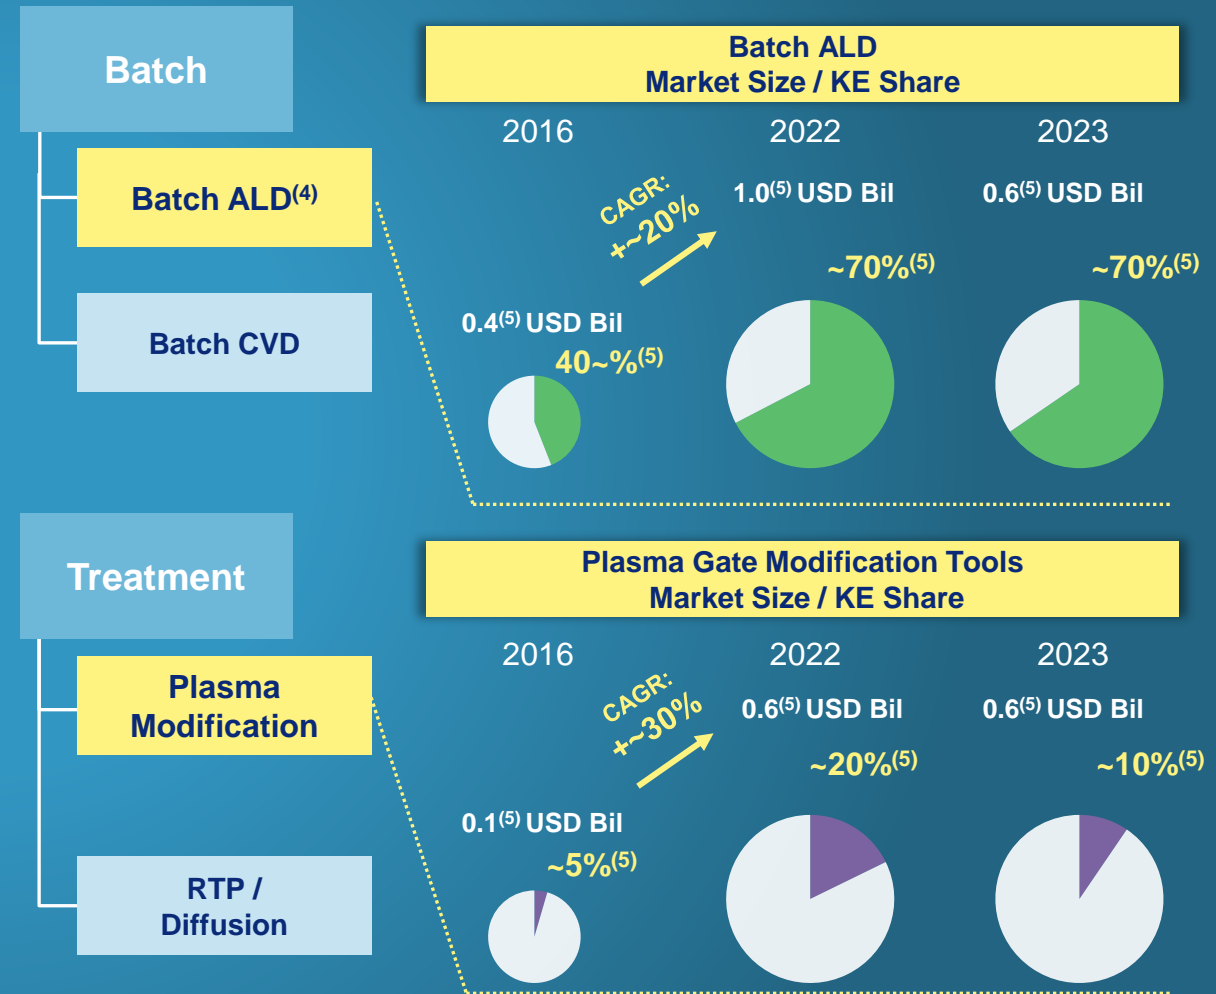 Batch
Batch ALD(4)
Batch CVD
Batch ALD
Market Size / KE Share
2016
2022
2023
CAGR:
+~20%
0.4(5) USD Bil
40~%(5)
1.0(5) USD Bil
~70%(5)
0.6(5) USD Bil
~70%(5)
Treatment
Plasma
Modification
RTP /
Diffusion
Plasma Gate Modification Tools
Market Size / KE Share
2016
2022
2023
CAGR:
+~30%
0.1(5) USD Bil
~5%(5)
0.6(5) USD Bil
~20%(5)
0.6(5) USD Bil
~10%(5)